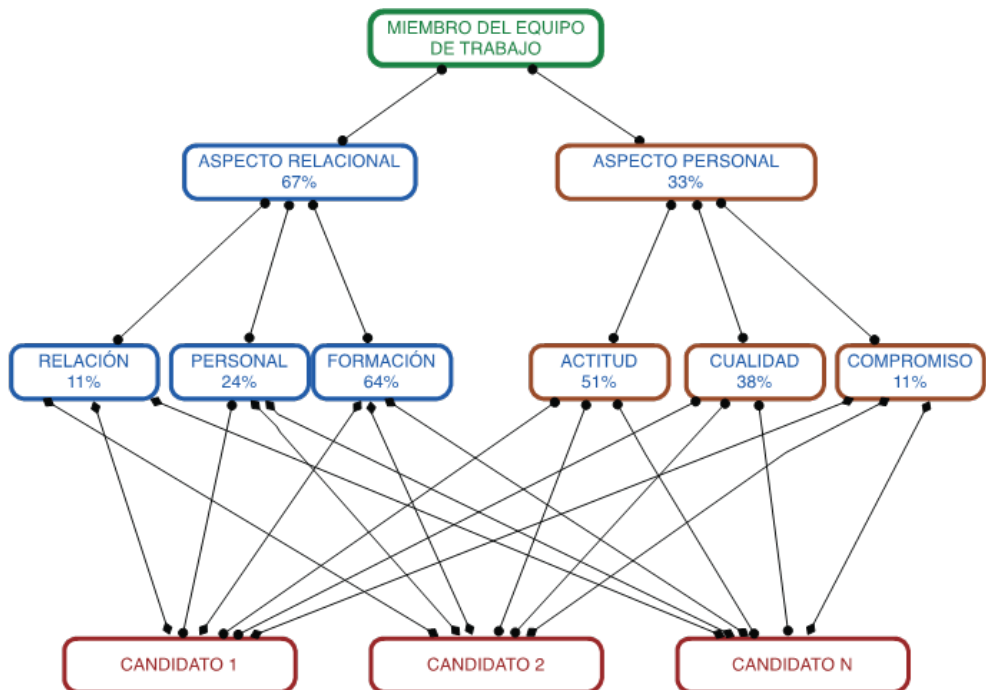 MIEMBRO DEL EQUIPO
DE TRABAJO
ASPECTO RELACIONAL
67%
ASPECTO PERSONAL
33%
RELACIÓN
11%
PERSONAL
24%
FORMACIÓN
64%
ACTITUD
51%
CUALIDAD
38%
COMPROMISO
11%
CANDIDATO 1
CANDIDATO 2
CANDIDATO N